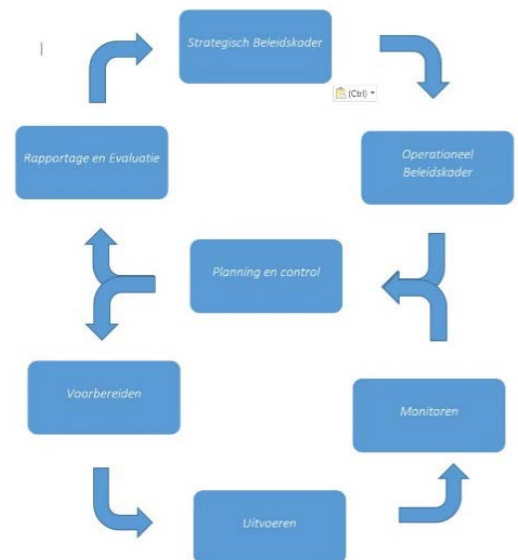 Strategisch Beleidskader
(Ctrl)
Rapportage en Evaluatie
Operationeel
Beleidskader
Planning en control
Voorbereiden
Monitoren
Uitvoeren